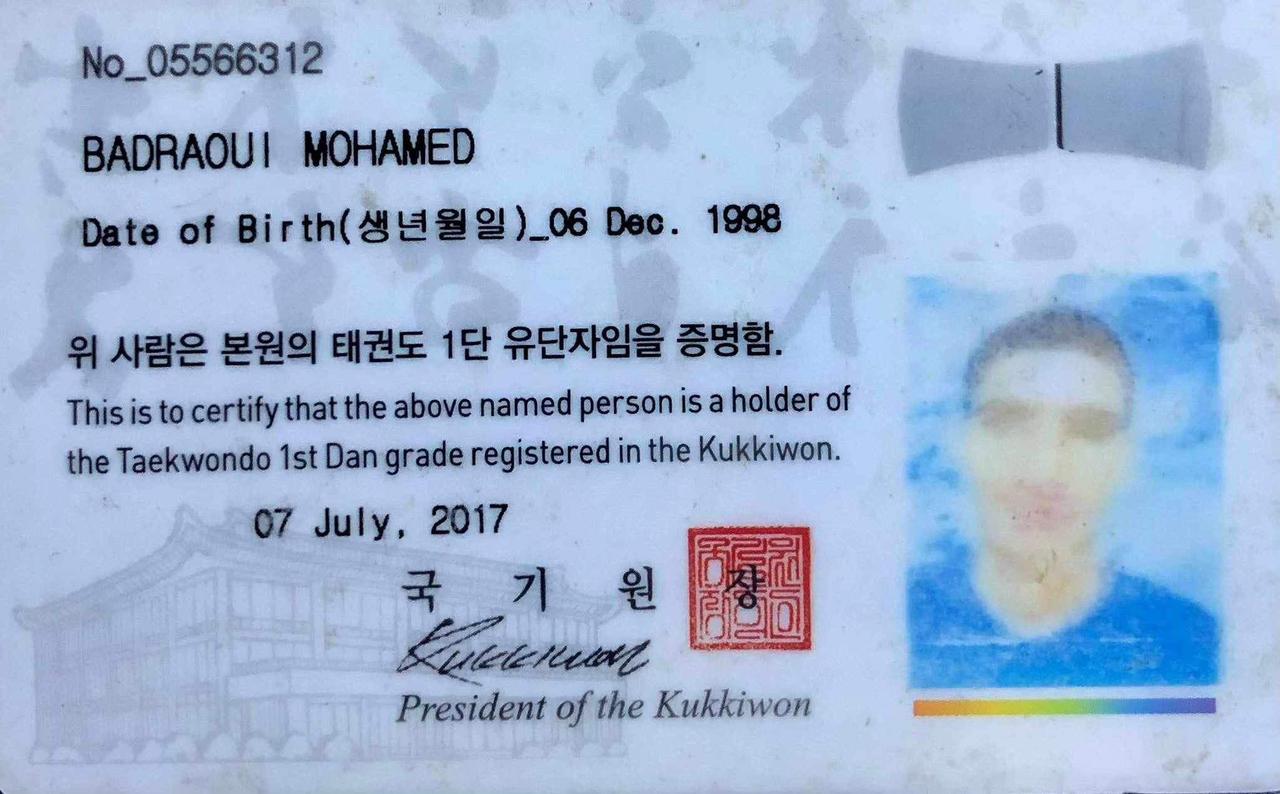 No_05566312
BADRAOUI MOHAMED
Date of Birth(생년월일)_06 Dec. 1998
위 사람은 본원의 태권도 1단 유단자임을 증명함.
This is to certify that the above named person is a holder of
the Taekwondo 1st Dan grade registered in the Kukkiwon.
07 July, 2017
국 기 원 장
Kukkiwon
President of the Kukkiwon